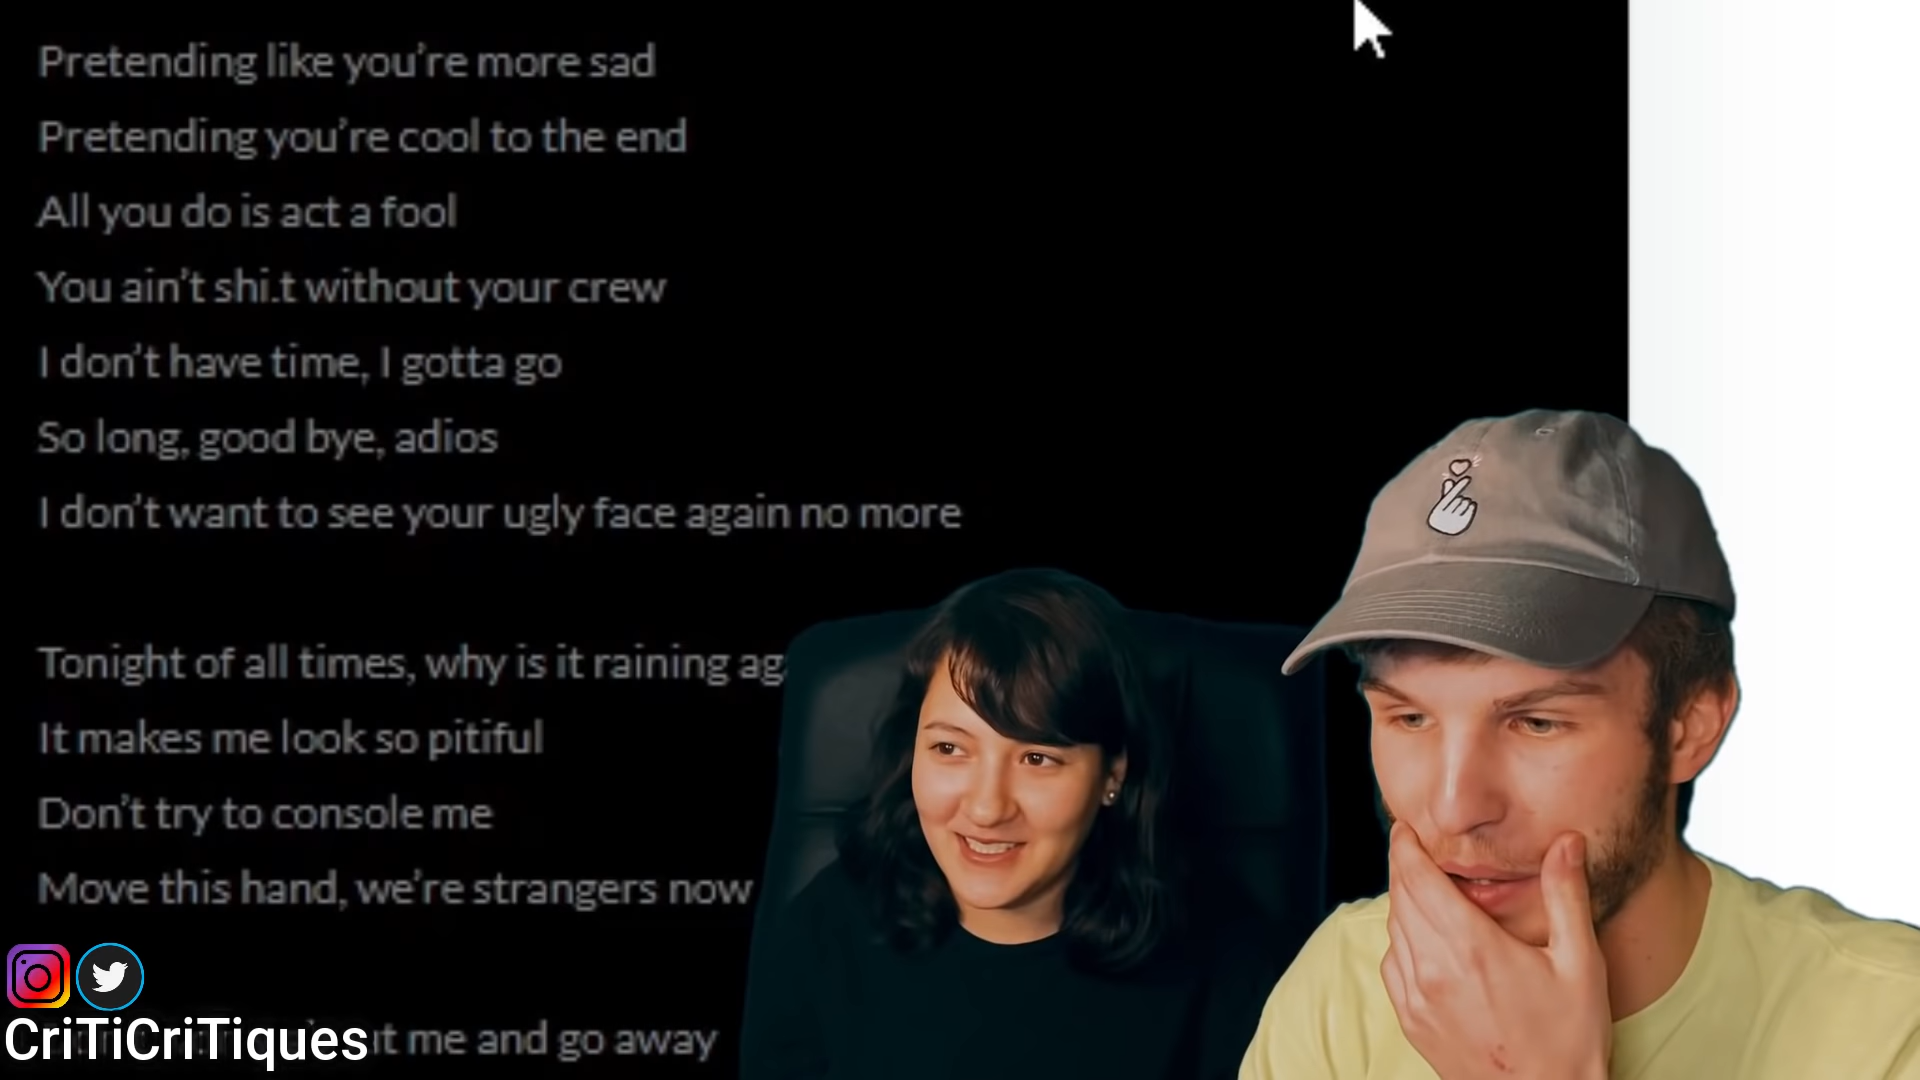 Pretending like you're more sad
Pretending you're cool to the end
All you do is act a fool
You ain't shi.t without your crew
I don't have time, I gotta go
So long, good bye, adios
I don't want to see your ugly face again no more
Tonight of all times, why is it raining
It makes me look so pitiful
Don't try to console me
Move this hand, we're strangers now
me and go away
CriTiCriTiques